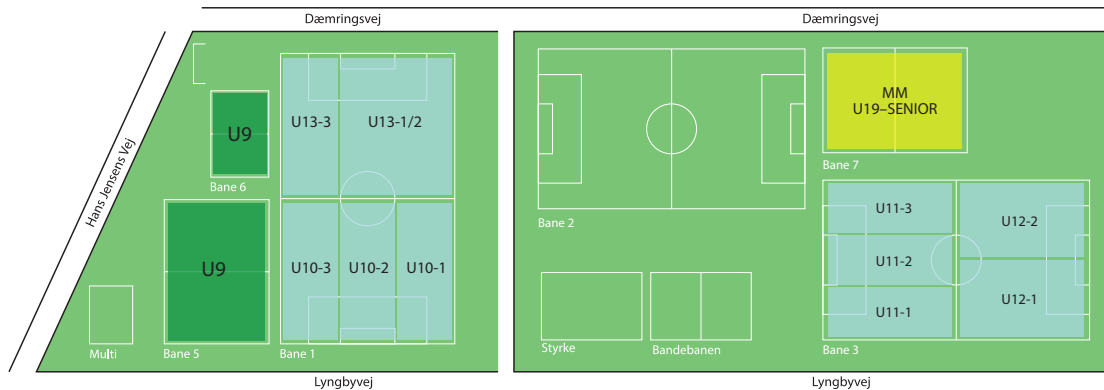 Dæmringsvej
Dæmringsvej
Hans Jensens Vej
U9
Bane 6
U13-3
U13-1/2
U9
Bane 5
U10-3
U10-2
U10-1
Bane 1
Multi
Bane 2
MM
U19–SENIOR
Bane 7
U11-3
U11-2
U11-1
U12-2
U12-1
Bane 3
Styrke
Bandebanen
Lyngbyvej
Lyngbyvej